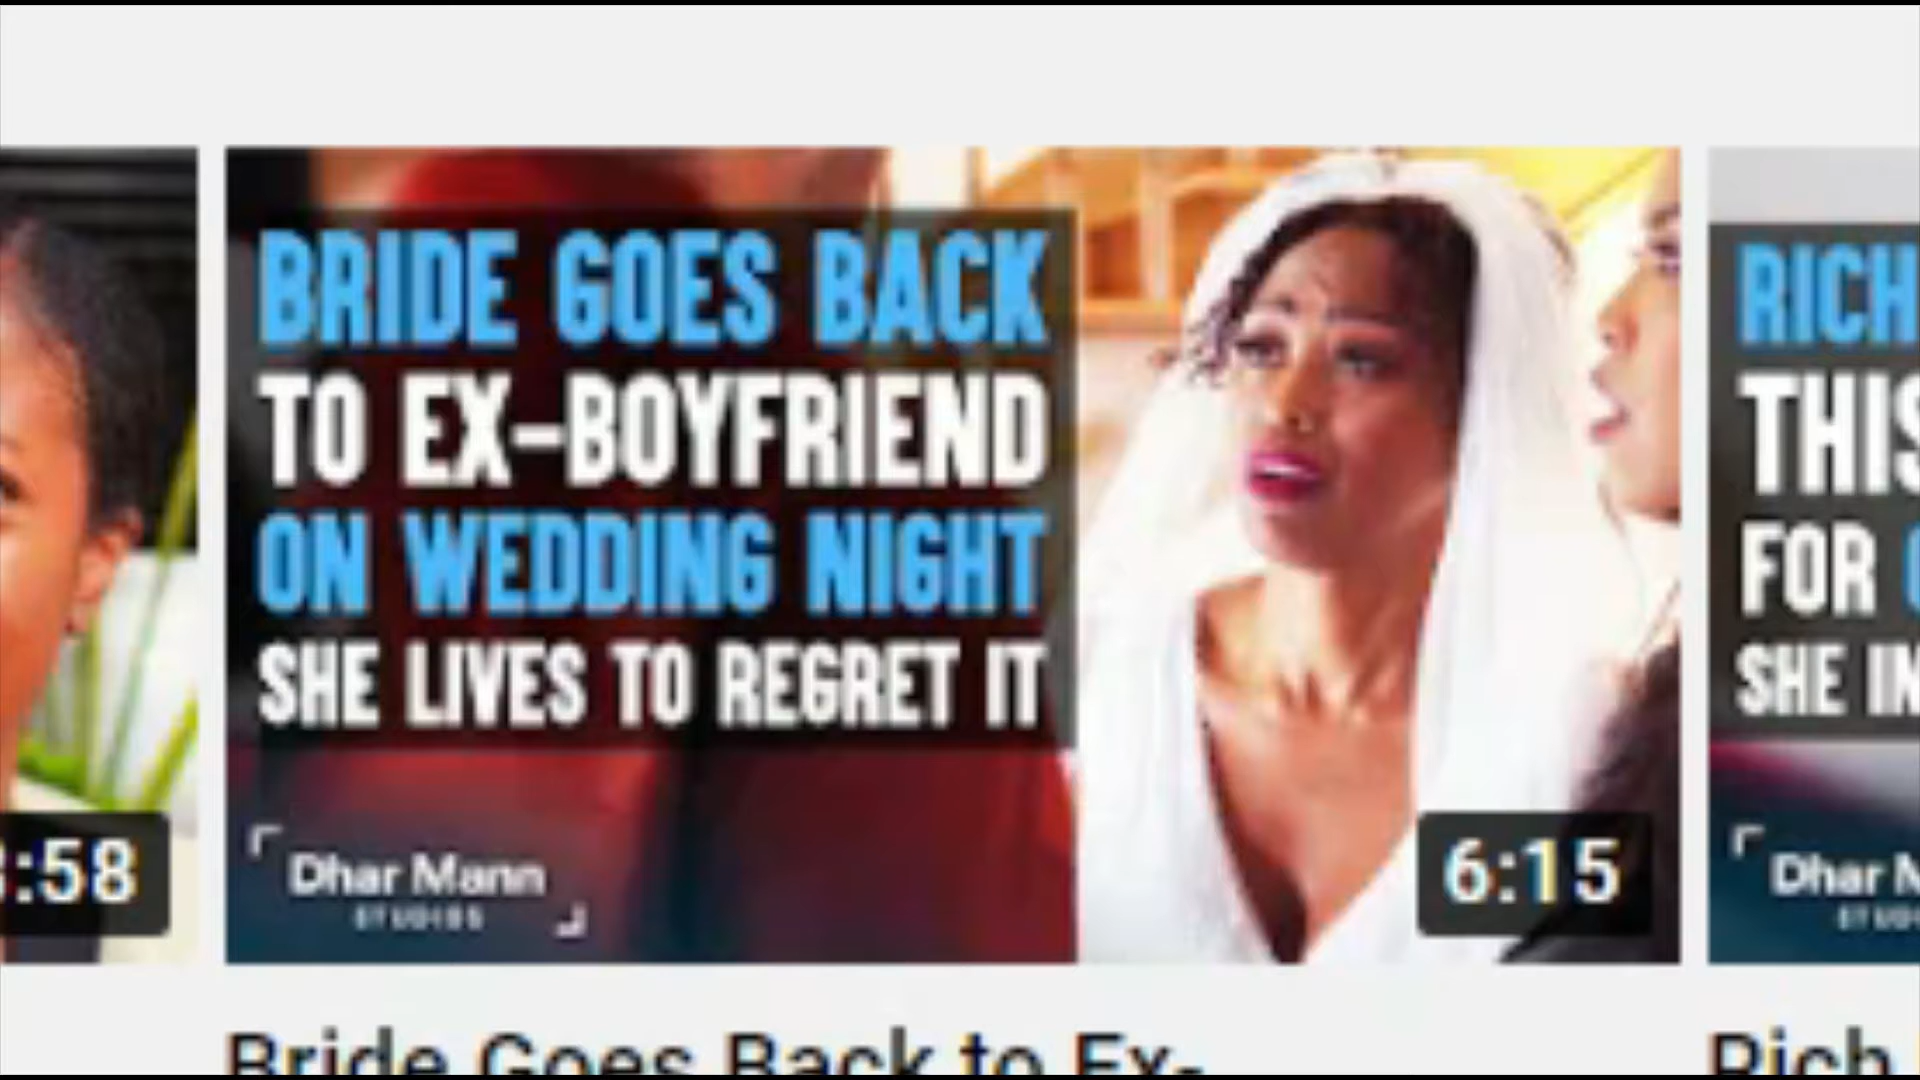 BRIDE GOES BACK
TO EX-BOYFRIEND
ON WEDDING NIGHT
SHE LIVES TO REGRET IT
Dhar Mann
STUDIOS
:58
6:15
Bride Goes Back to Ex-
RICH
THIS
FOR
SHE
Dhar
Rich